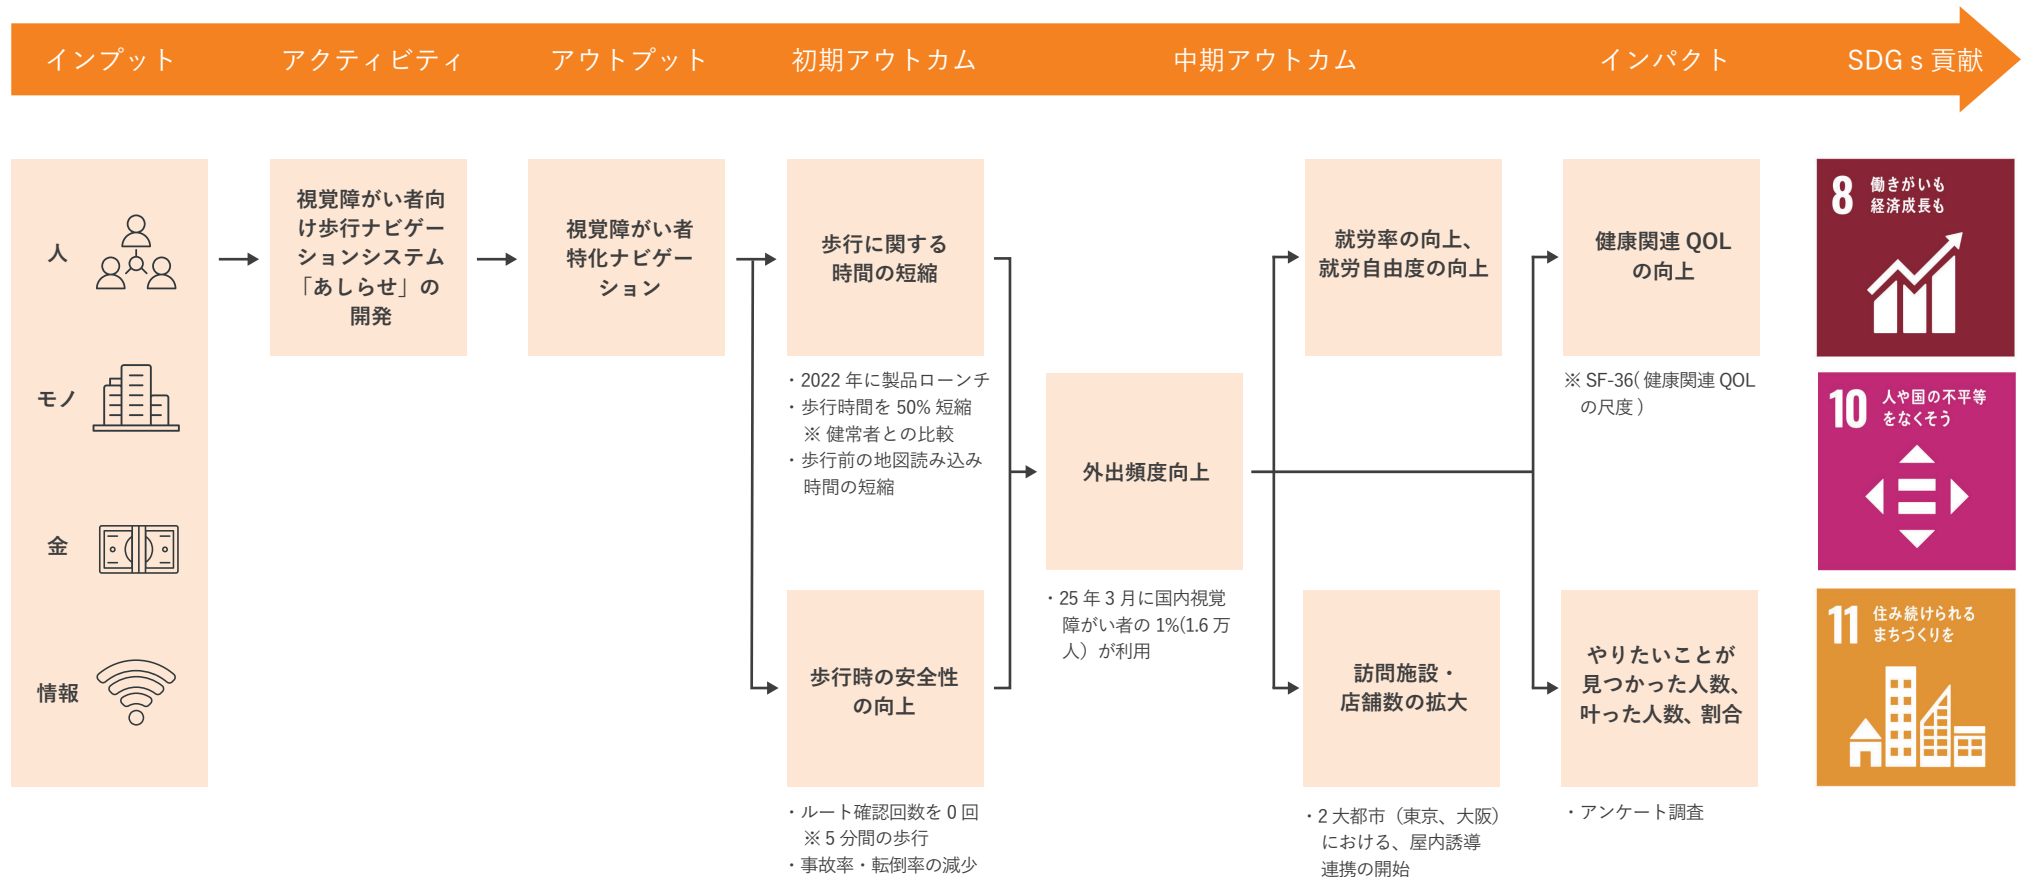 インプット
アクティビティ
アウトプット
初期アウトカム
中期アウトカム
インパクト
SDGｓ貢献
人
モノ
金
情報
視覚障がい者向
け歩行ナビゲー
ションシステム
「あしらせ」の
開発
視覚障がい者
特化ナビゲー
ション
歩行に関する
時間の短縮
・2022 年に製品ローンチ
・歩行時間を 50% 短縮
※ 健常者との比較
・歩行前の地図読み込み
時間の短縮
歩行時の安全性
の向上
・ルート確認回数を 0 回
※ 5 分間の歩行
・事故率・転倒率の減少
外出頻度向上
・25 年 3 月に国内視覚
障がい者の 1%(1.6 万
人）が利用
就労率の向上、
就労自由度の向上
訪問施設・
店舗数の拡大
・2 大都市（東京、大阪）
における、屋内誘導
連携の開始
健康関連 QOL
の向上
※ SF-36( 健康関連 QOL
の尺度 )
やりたいことが
見つかった人数、
叶った人数、割合
・アンケート調査
8 働きがいも
経済成長も
10 人や国の不平等
をなくそう
11 住み続けられる
まちづくりを